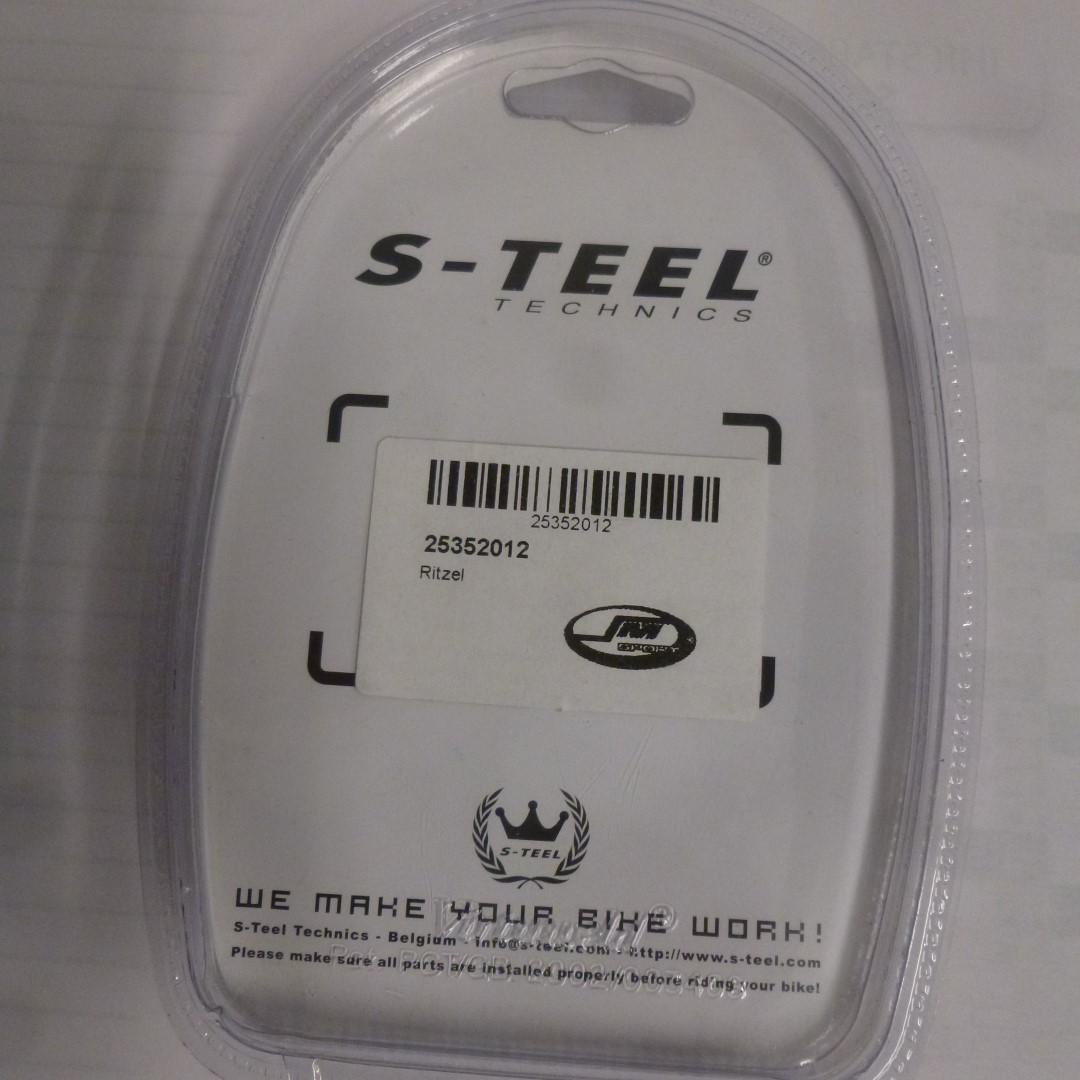 S-TEEL®
TECHNICS
25352012
25352012
Ritzel
SPORT
S-TEEL
WE MAKE YOUR BIKE WORK!
S-Teel Technics - Belgium - info@s-teel.com - http://www.s-teel.com
Please make sure all parts are installed properly before riding your bike!